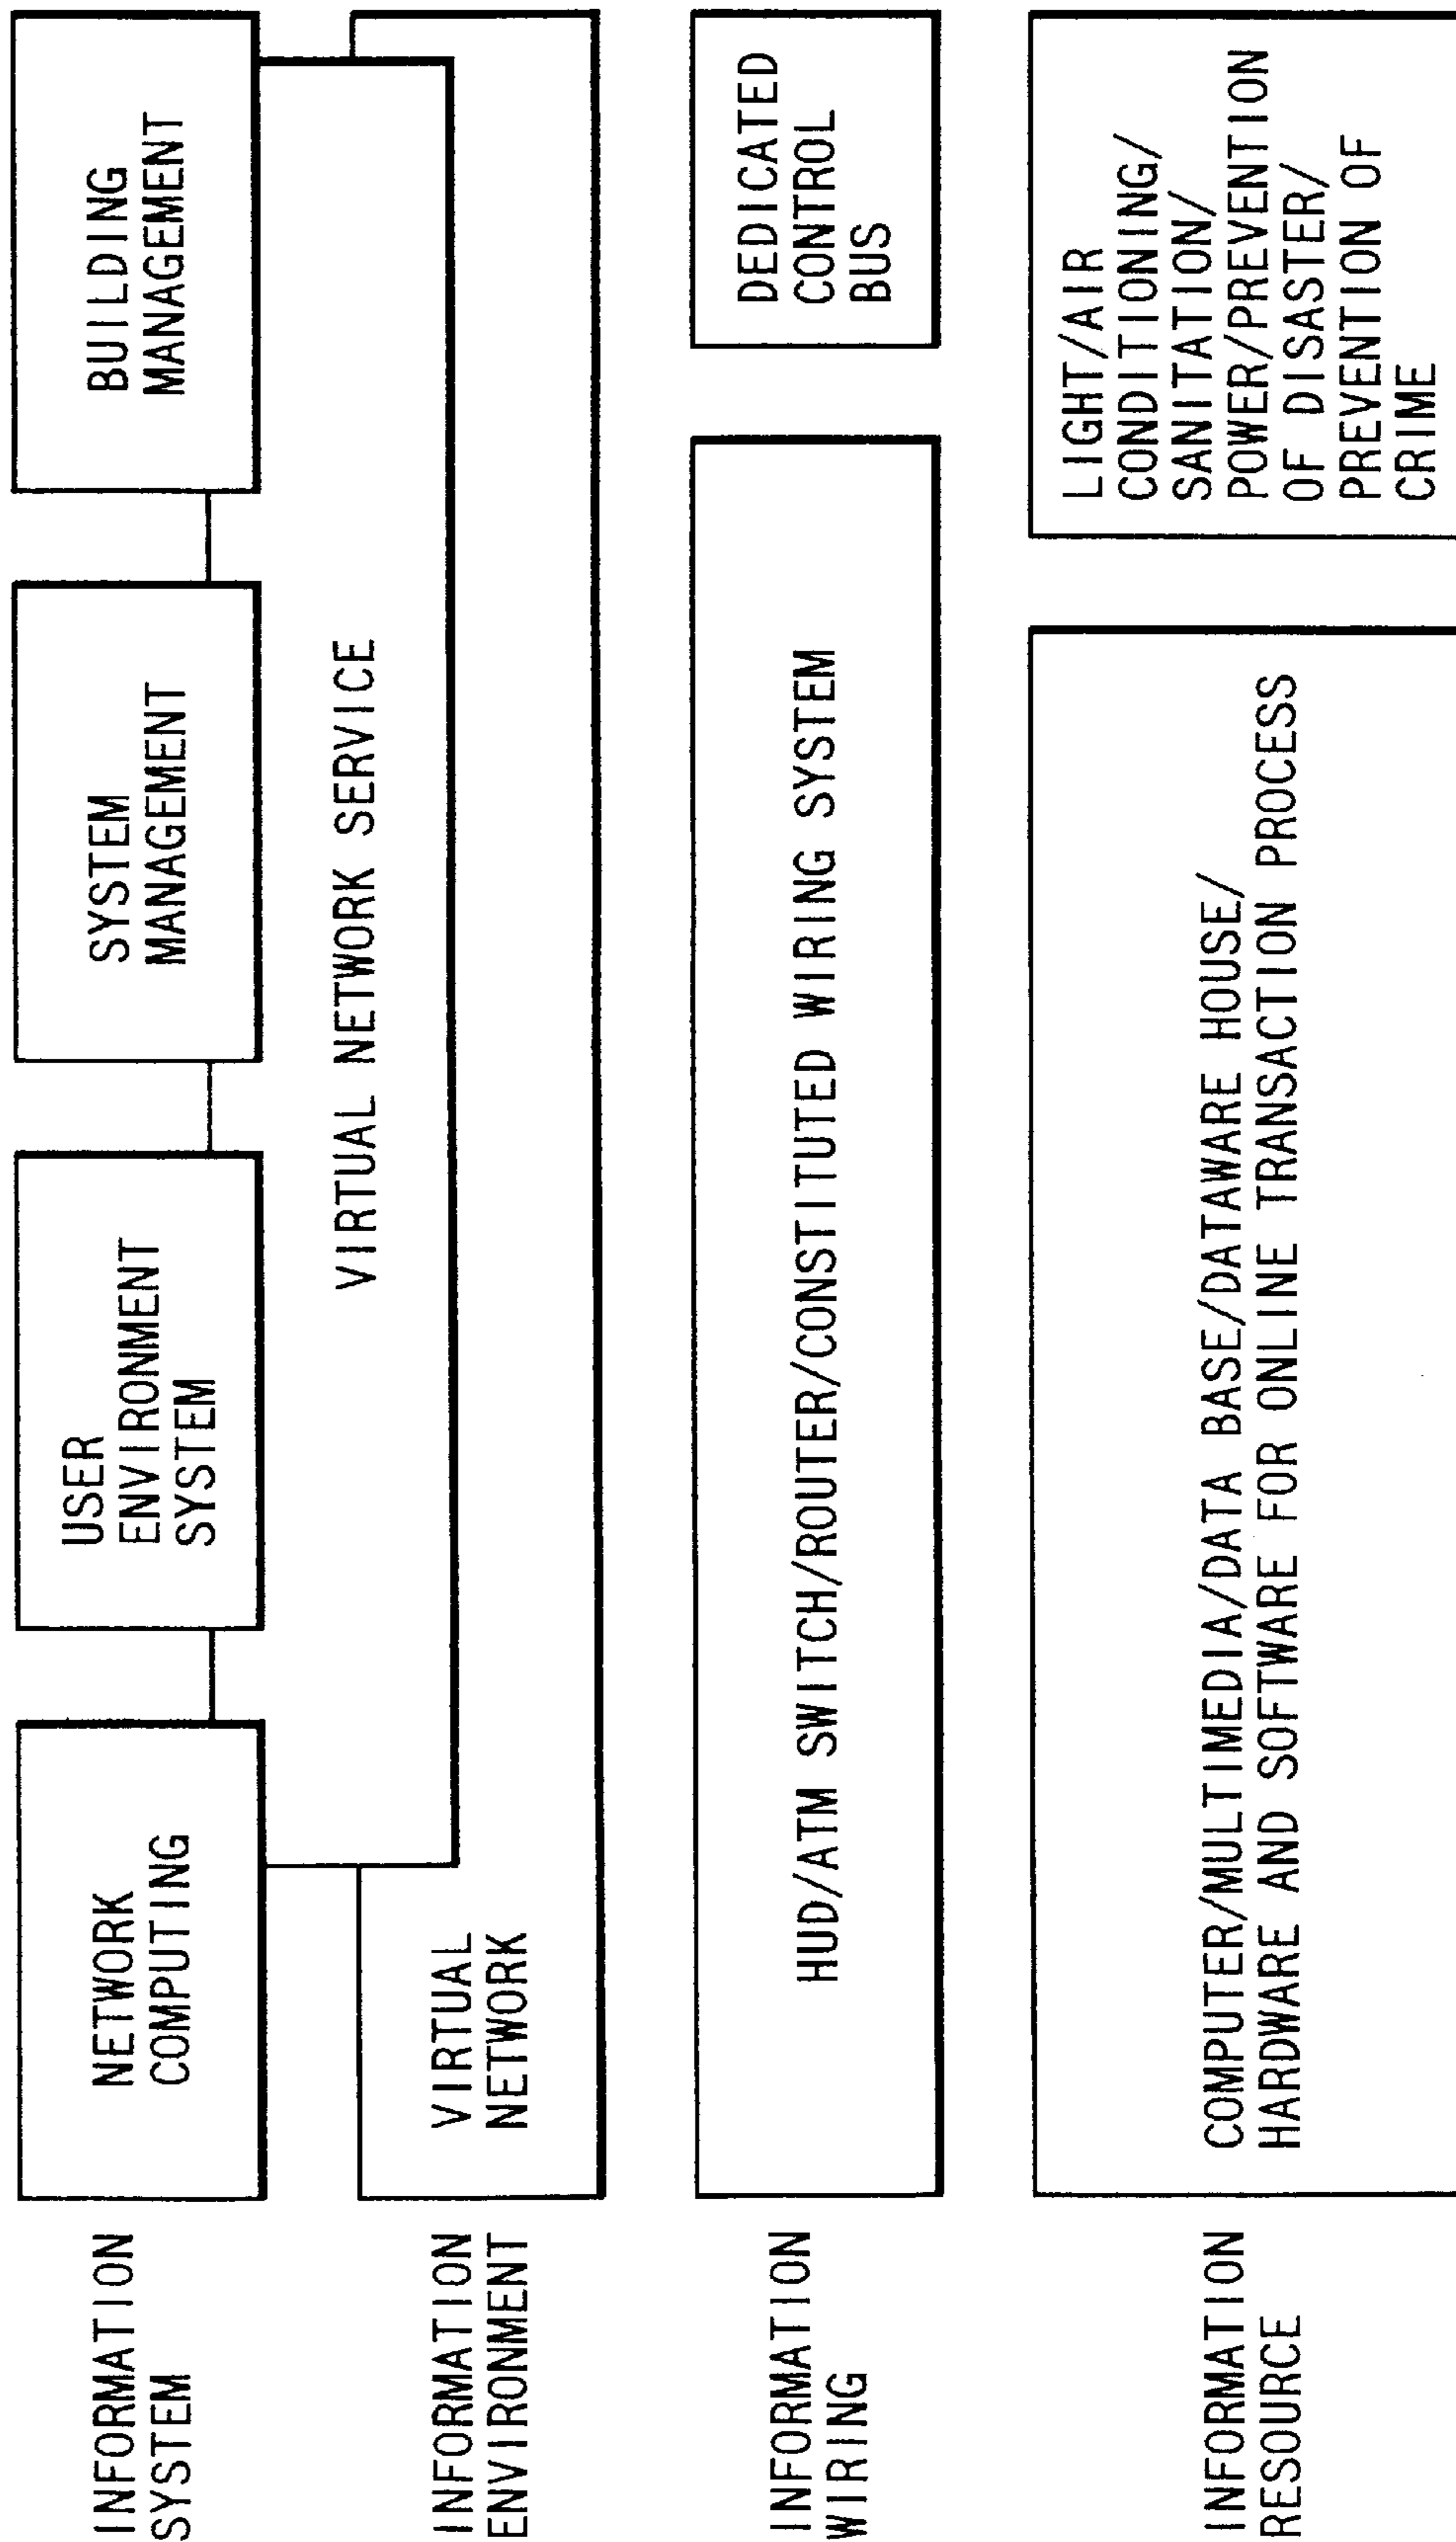 INFORMATION
SYSTEM
NETWORK
COMPUTING
USER
ENVIRONMENT
SYSTEM
SYSTEM
MANAGEMENT
BUILDING
MANAGEMENT
INFORMATION
ENVIRONMENT
VIRTUAL
NETWORK
VIRTUAL NETWORK SERVICE
INFORMATION
WIRING
HUD/ATM SWITCH/ROUTER/CONSTITUTED WIRING SYSTEM
DEDICATED
CONTROL
BUS
INFORMATION
RESOURCE
COMPUTER/MULTIMEDIA/DATA BASE/DATAWARE HOUSE/
HARDWARE AND SOFTWARE FOR ONLINE TRANSACTION PROCESS
LIGHT/AIR
CONDITIONING/
SANITATION/
POWER/PREVENTION
OF DISASTER/
PREVENTION OF
CRIME